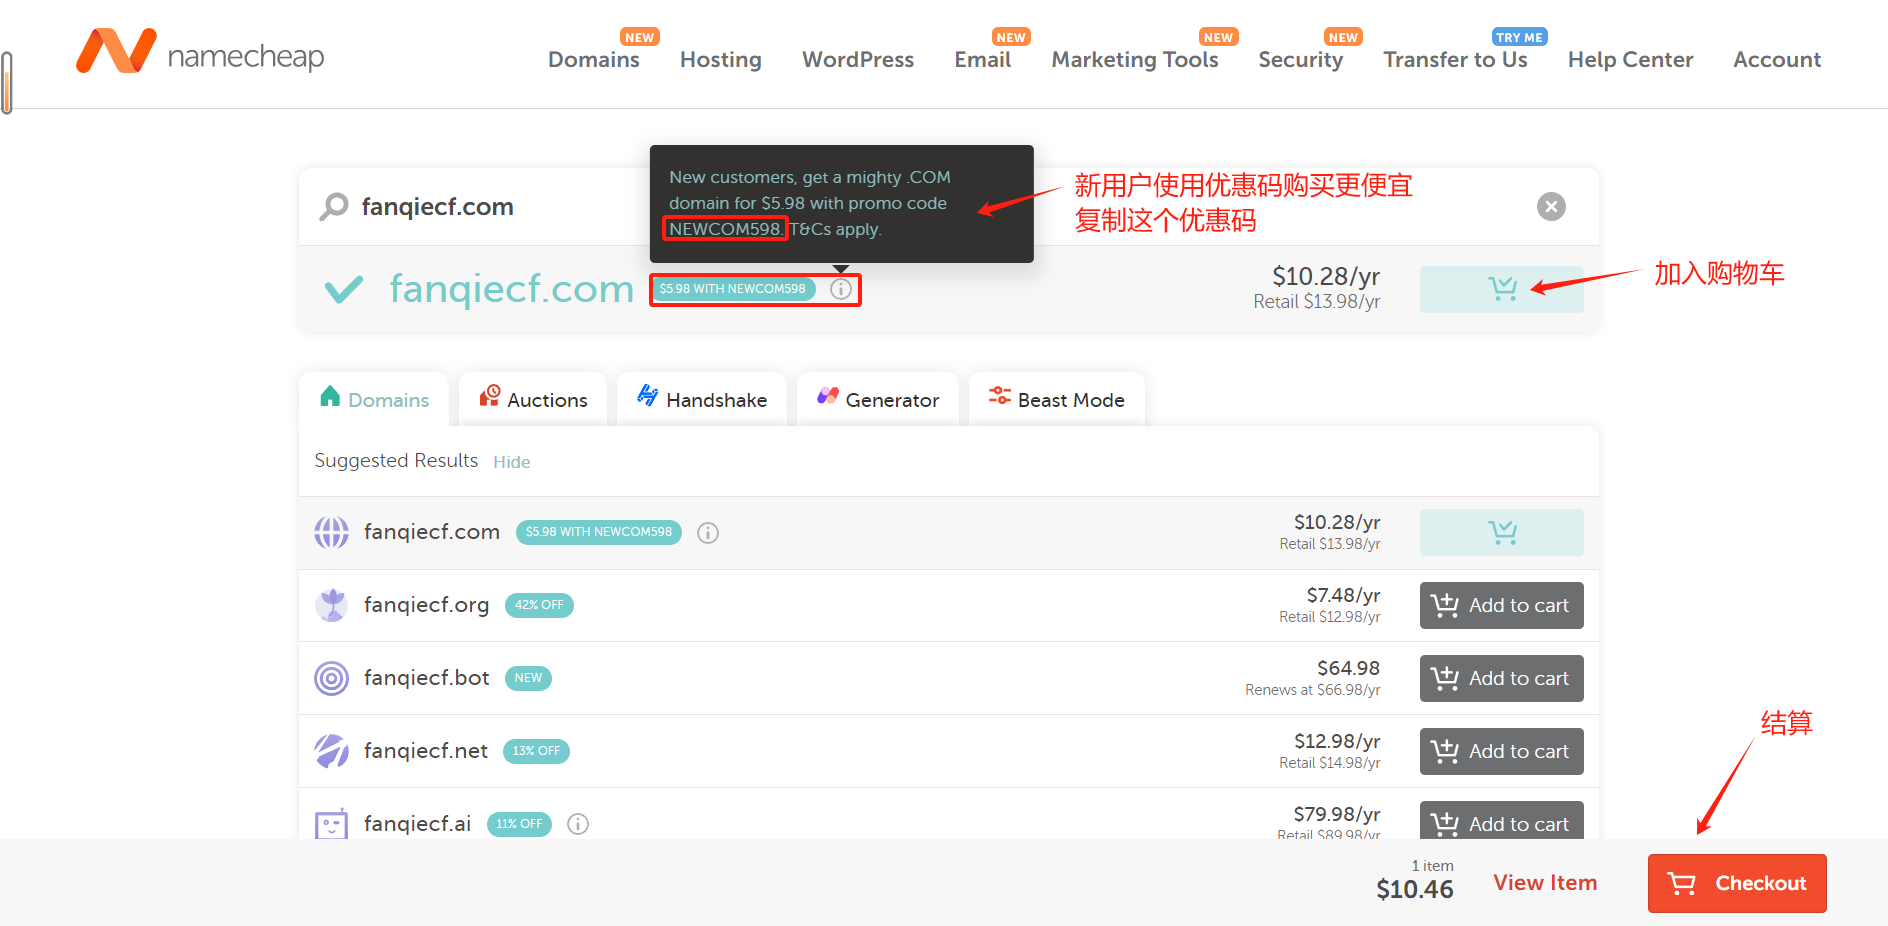 namecheap
NEW
NEW
NEW
NEW
TRY ME
Domains
Hosting
WordPress
Email
Marketing Tools
Security
Transfer to Us
Help Center
Account
fanqiecf.com
New customers, get a mighty .COM
domain for $5.98 with promo code
NEWCOM598. T&Cs apply.
新用户使用优惠码购买更便宜
复制这个优惠码
fanqiecf.com
$5.98 WITH NEWCOM598
$10.28/yr
Retail $13.98/yr
加入购物车
Domains
Auctions
Handshake
Generator
Beast Mode
Suggested Results Hide
fanqiecf.com
$5.98 WITH NEWCOM598
$10.28/yr
Retail $13.98/yr
fanqiecf.org
42% OFF
$7.48/yr
Retail $12.98/yr
Add to cart
fanqiecf.bot
NEW
$64.98
Renews at $66.98/yr
Add to cart
fanqiecf.net
13% OFF
$12.98/yr
Retail $14.98/yr
Add to cart
结算
fanqiecf.ai
11% OFF
$79.98/yr
Retail $89.98/yr
Add to cart
1 item
$10.46
View Item
Checkout